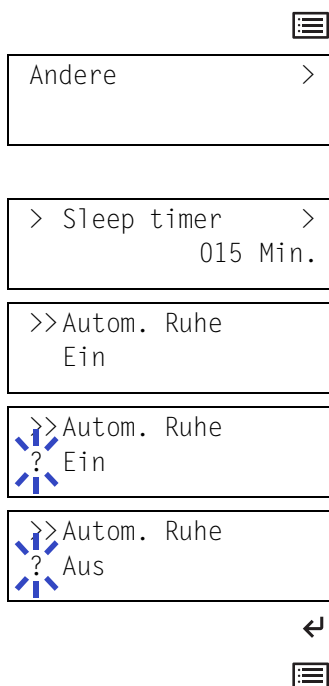 Andere >
> Sleep timer >
015 Min.
>>Autom. Ruhe
Ein
>>Autom. Ruhe
? Ein
>>Autom. Ruhe
? Aus